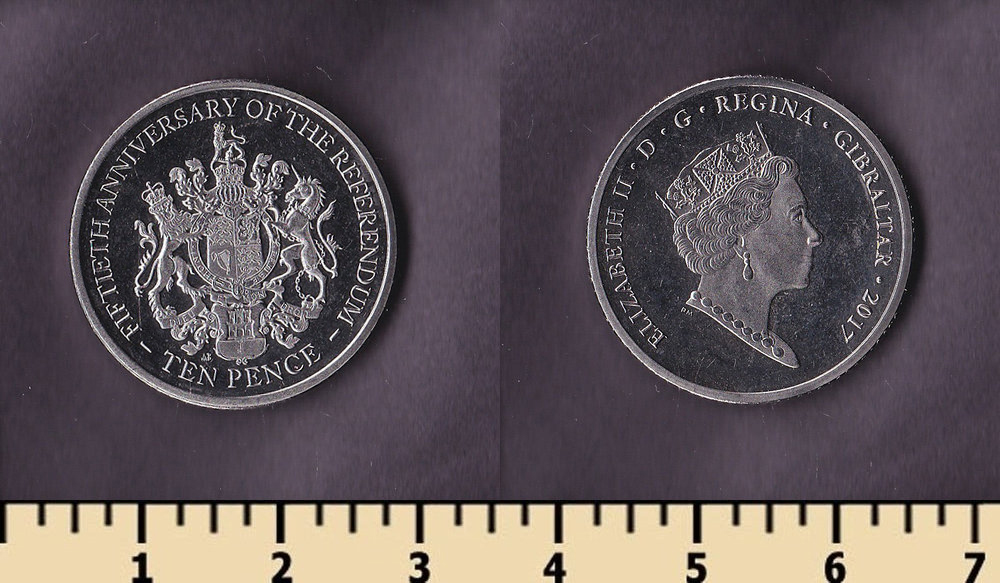 FIFTIETH ANNIVERSARY OF THE REFERENDUM
– TEN PENCE –
ELIZABETH II · D · G · REGINA · GIBRALTAR · 2017
PM
1 2 3 4 5 6 7